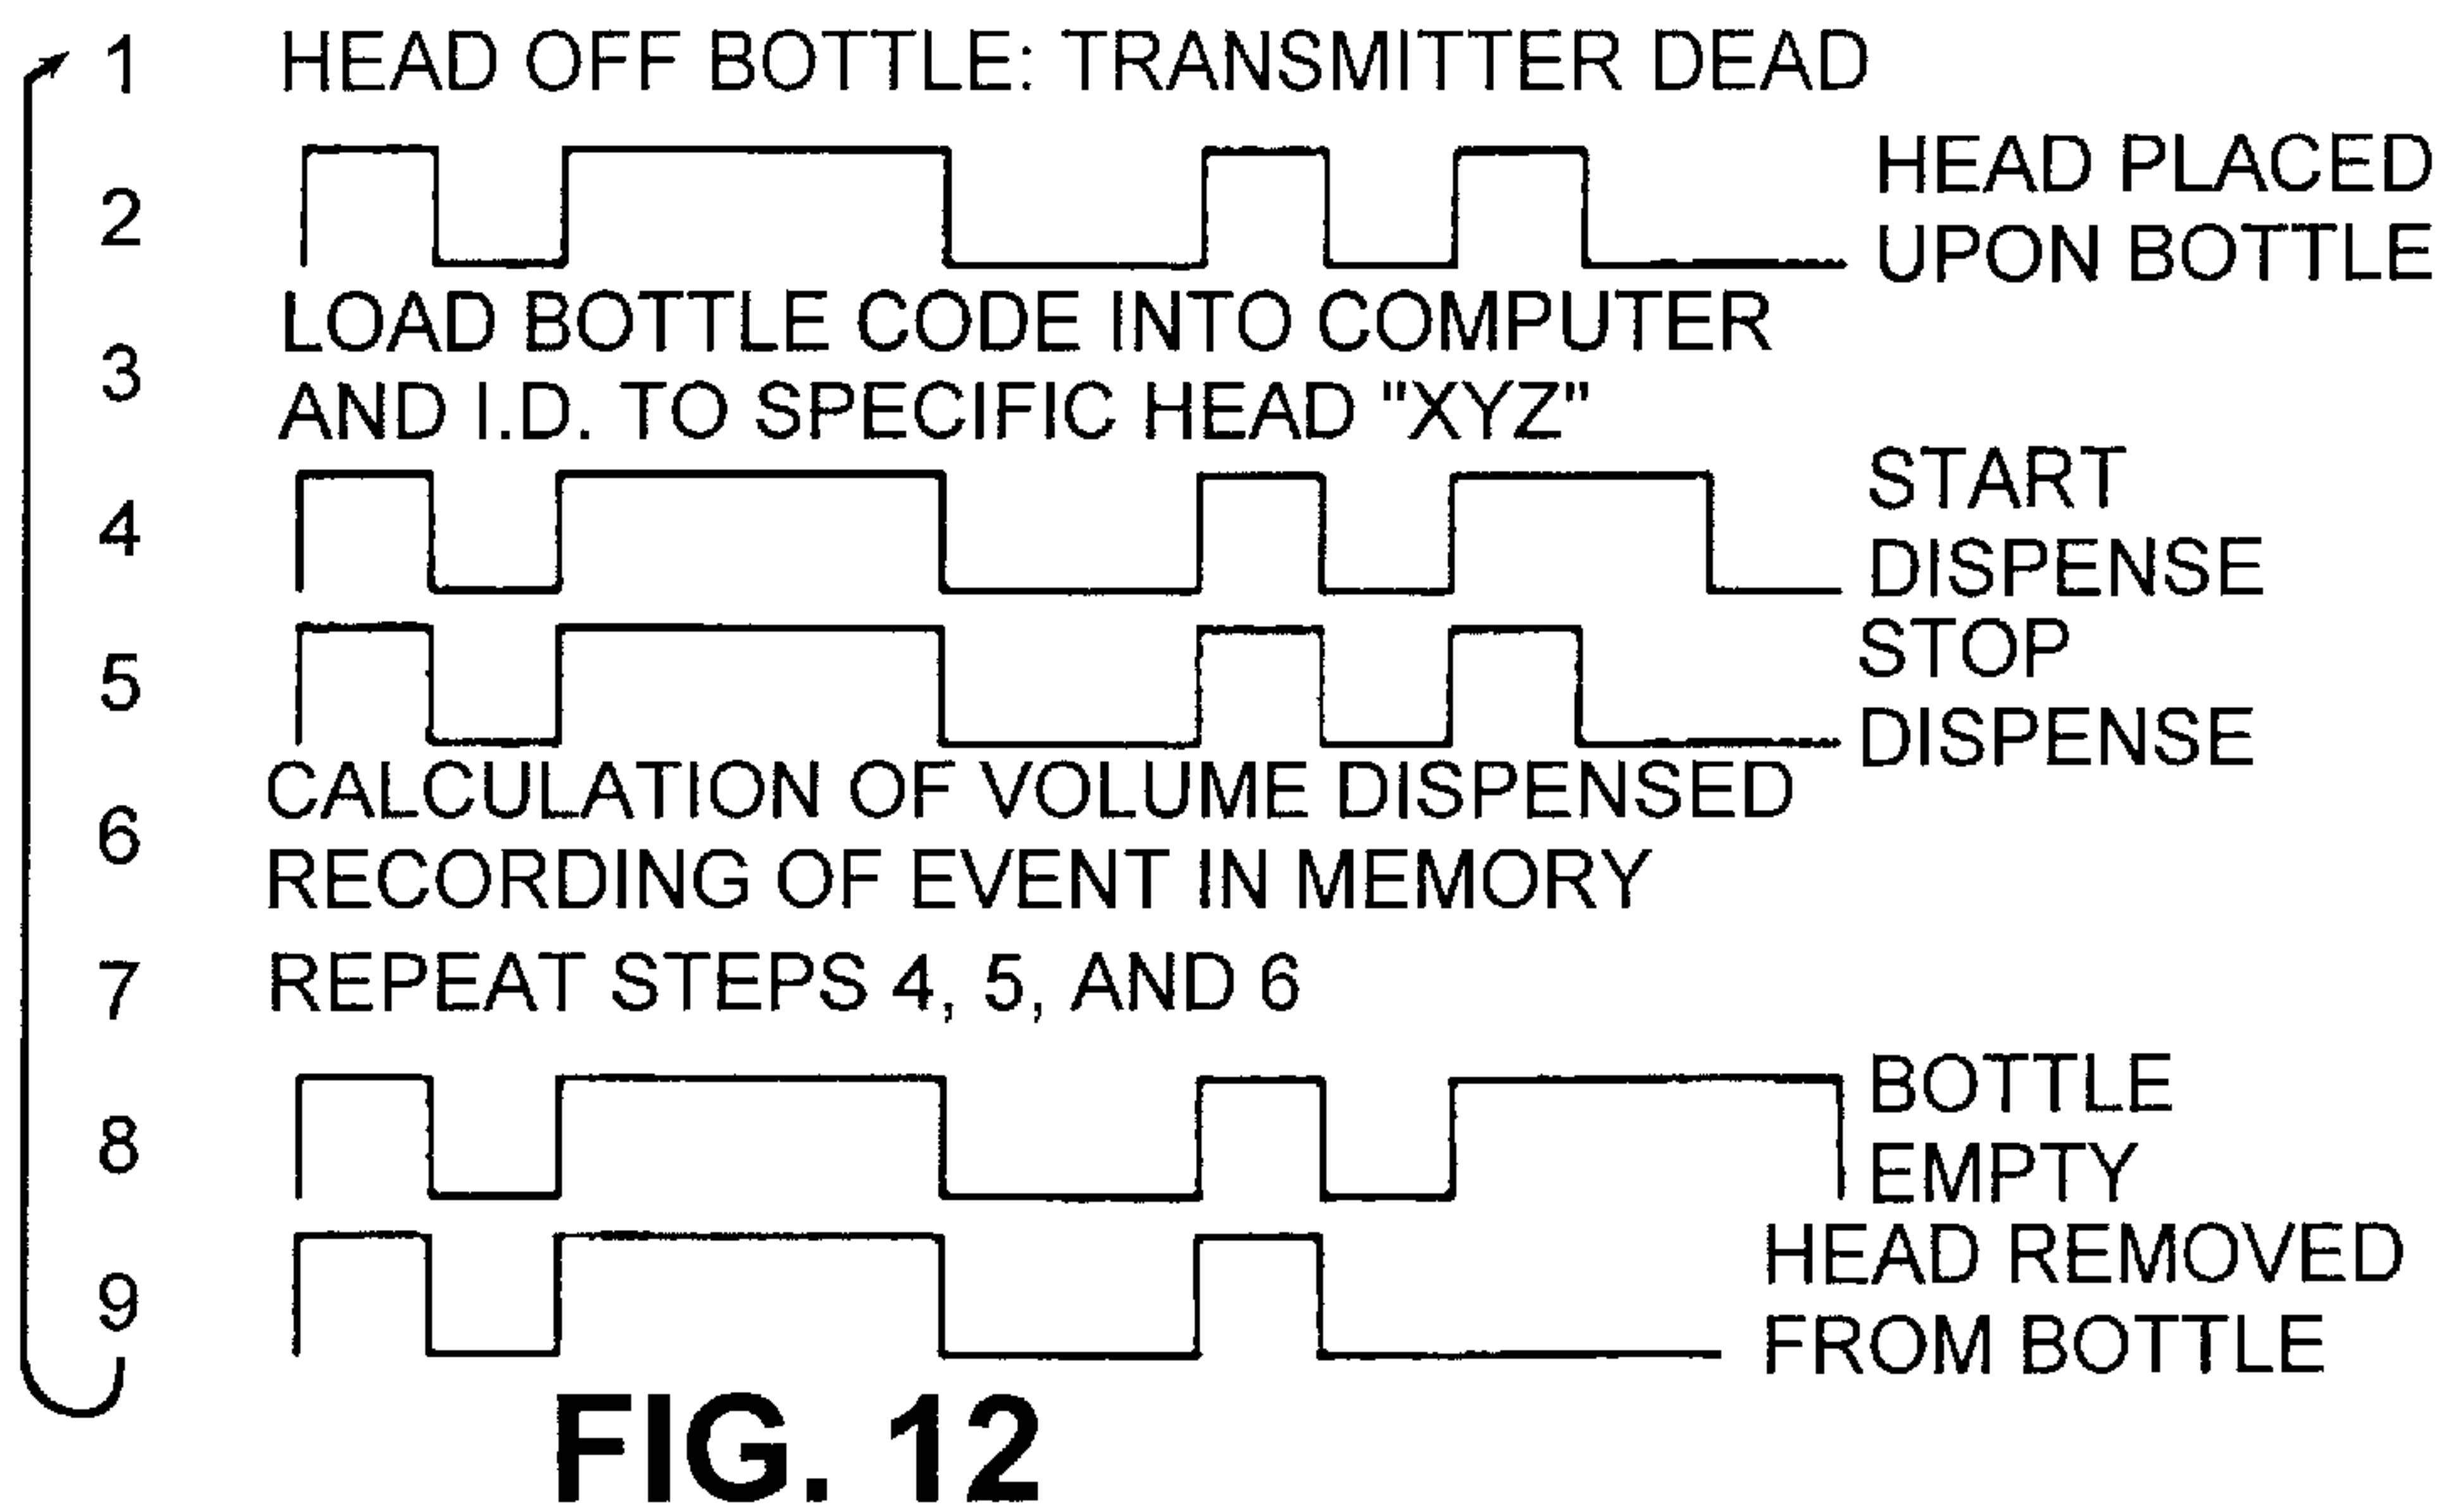 1 HEAD OFF BOTTLE: TRANSMITTER DEAD
2 HEAD PLACED
UPON BOTTLE
3 LOAD BOTTLE CODE INTO COMPUTER
AND I.D. TO SPECIFIC HEAD "XYZ"
4 START
DISPENSE
5 STOP
DISPENSE
6 CALCULATION OF VOLUME DISPENSED
RECORDING OF EVENT IN MEMORY
7 REPEAT STEPS 4, 5, AND 6
8 BOTTLE
EMPTY
9 HEAD REMOVED
FROM BOTTLE
FIG. 12